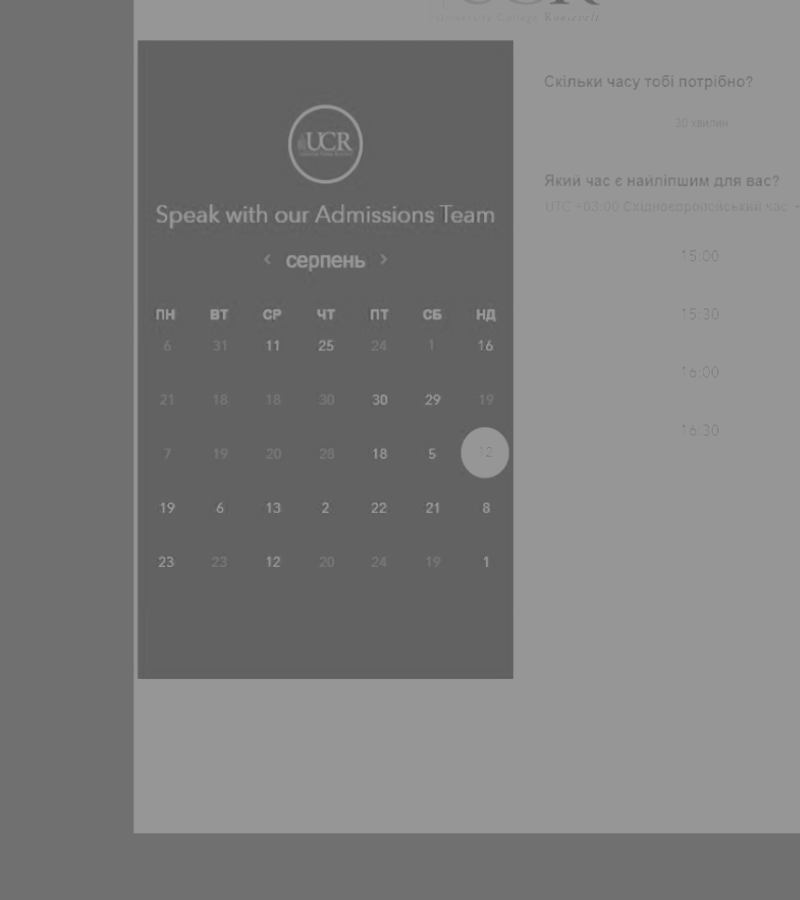 UCR
University College Roosevelt
UCR
Speak with our Admissions Team
< серпень >
ПН ВТ СР ЧТ ПТ СБ НД
6 31 11 25 24 1 16
21 18 18 30 30 29 19
7 19 20 28 18 5 12
19 6 13 2 22 21 8
23 23 12 20 24 19 1
Скільки часу тобі потрібно?
30 хвилин
Який час є найліпшим для вас?
UTC +03:00 Східноєвропейський час
15:00
15:30
16:00
16:30